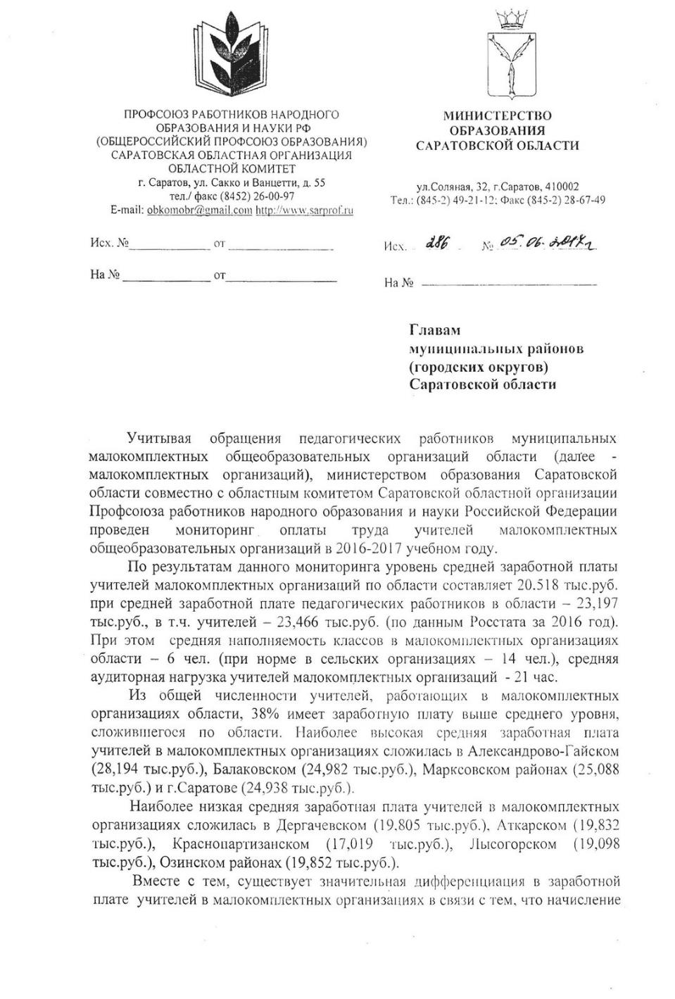 ПРОФСОЮЗ РАБОТНИКОВ НАРОДНОГО
ОБРАЗОВАНИЯ И НАУКИ РФ
(ОБЩЕРОССИЙСКИЙ ПРОФСОЮЗ ОБРАЗОВАНИЯ)
САРАТОВСКАЯ ОБЛАСТНАЯ ОРГАНИЗАЦИЯ
ОБЛАСТНОЙ КОМИТЕТ
г. Саратов, ул. Сакко и Ванцетти, д. 55
тел./ факс (8452) 26-00-97
E-mail: obkomobr@gmail.com http://www.sarprof.ru
Исх. №____________ от ________________
На № _____________ от_________________
МИНИСТЕРСТВО
ОБРАЗОВАНИЯ
САРАТОВСКОЙ ОБЛАСТИ
ул.Соляная, 32, г.Саратов, 410002
Тел.: (845-2) 49-21-12; Факс (845-2) 28-67-49
Исх. 286 № 05.06.2017г
На № ___________________________
Главам
муниципальных районов
(городских округов)
Саратовской области
Учитывая обращения педагогических работников муниципальных
малокомплектных общеобразовательных организаций области (далее -
малокомплектных организаций), министерством образования Саратовской
области совместно с областным комитетом Саратовской областной организации
Профсоюза работников народного образования и науки Российской Федерации
проведен мониторинг оплаты труда учителей малокомплектных
общеобразовательных организаций в 2016-2017 учебном году.
По результатам данного мониторинга уровень средней заработной платы
учителей малокомплектных организаций по области составляет 20.518 тыс.руб.
при средней заработной плате педагогических работников в области – 23,197
тыс.руб., в т.ч. учителей – 23,466 тыс.руб. (по данным Росстата за 2016 год).
При этом средняя наполняемость классов в малокомплектных организациях
области – 6 чел. (при норме в сельских организациях – 14 чел.), средняя
аудиторная нагрузка учителей малокомплектных организаций - 21 час.
Из общей численности учителей, работающих в малокомплектных
организациях области, 38% имеет заработную плату выше среднего уровня,
сложившегося по области. Наиболее высокая средняя заработная плата
учителей в малокомплектных организациях сложилась в Александрово-Гайском
(28,194 тыс.руб.), Балаковском (24,982 тыс.руб.), Марксовском районах (25,088
тыс.руб.) и г.Саратове (24,938 тыс.руб.).
Наиболее низкая средняя заработная плата учителей в малокомплектных
организациях сложилась в Дергачевском (19,805 тыс.руб.), Аткарском (19,832
тыс.руб.), Краснопартизанском (17,019 тыс.руб.), Лысогорском (19,098
тыс.руб.), Озинском районах (19,852 тыс.руб.).
Вместе с тем, существует значительная дифференциация в заработной
плате учителей в малокомплектных организациях в связи с тем, что начисление